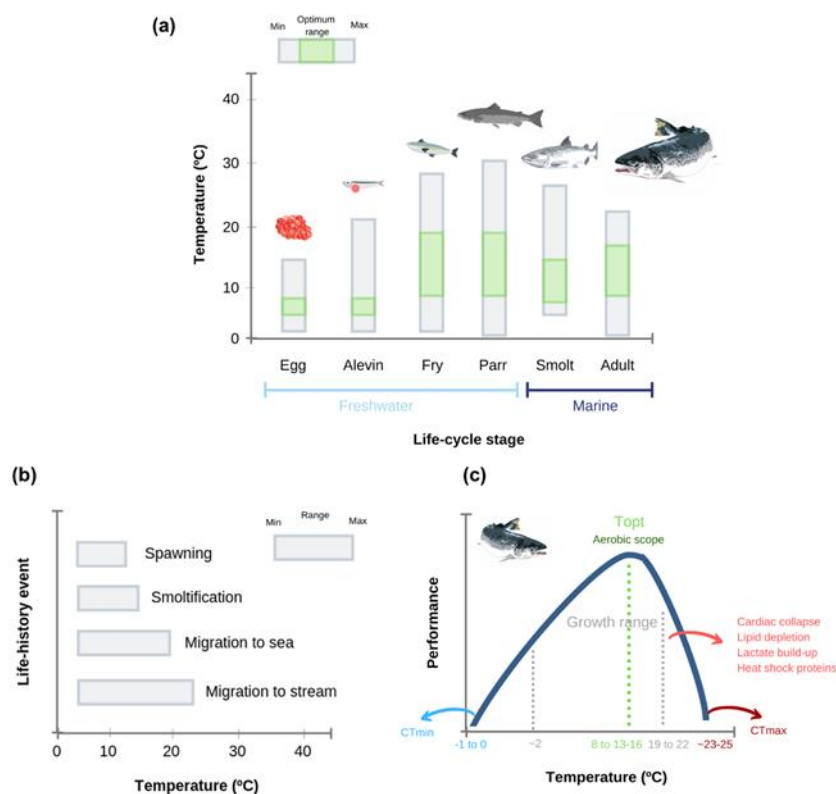 (a)
Min Optimum range Max
Temperature (ºC)
40
30
20
10
0
Egg Alevin Fry Parr Smolt Adult
Freshwater Marine
Life-cycle stage
(b)
Life-history event
Min Range Max
Spawning
Smoltification
Migration to sea
Migration to stream
0 10 20 30 40
Temperature (ºC)
(c)
Performance
Topt
Aerobic scope
Growth range
Cardiac collapse
Lipid depletion
Lactate build-up
Heat shock proteins
CTmin
CTmax
-1 to 0 ~2 8 to 13-16 19 to 22 ~23-25
Temperature (ºC)